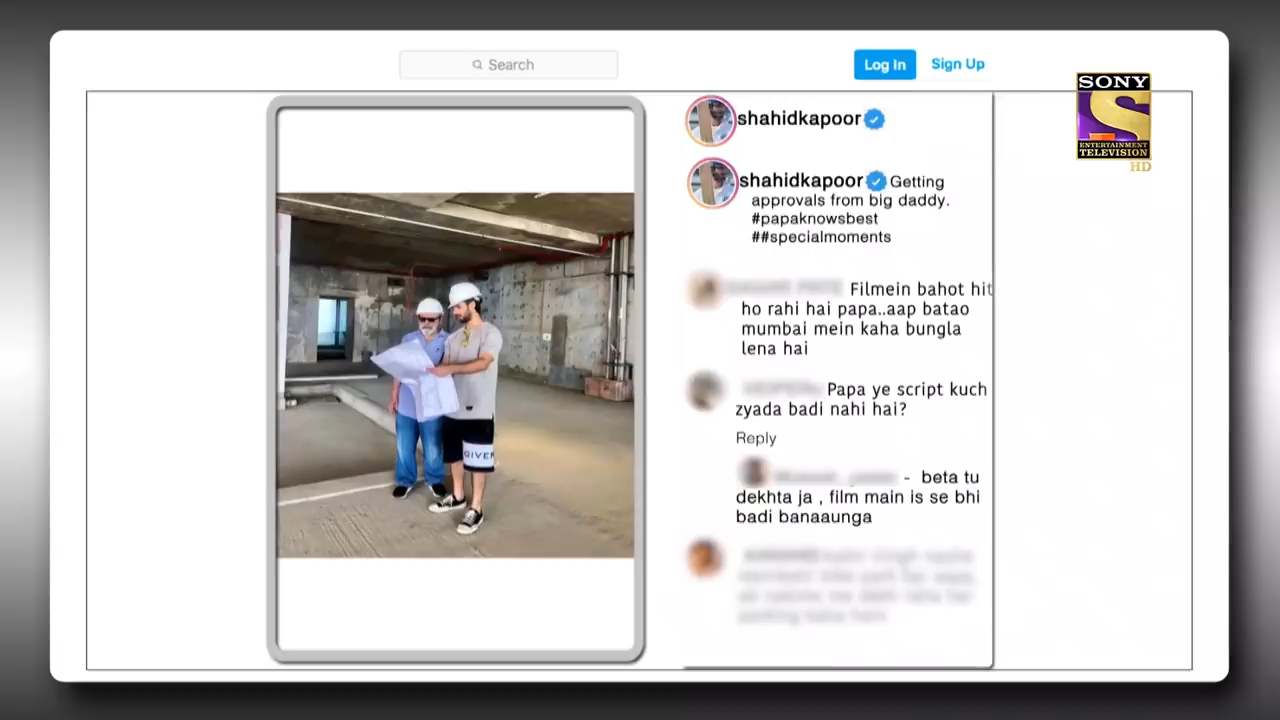 Search
Log In
Sign Up
SONY
ENTERTAINMENT
TELEVISION
HD
shahidkapoor
shahidkapoor Getting
approvals from big daddy.
#papaknowsbest
##specialmoments
Filmein bahot hit
ho rahi hai papa..aap batao
mumbai mein kaha bungla
lena hai
Papa ye script kuch
zyada badi nahi hai?
Reply
- beta tu
dekhta ja , film main is se bhi
badi banaaunga
GIVEN